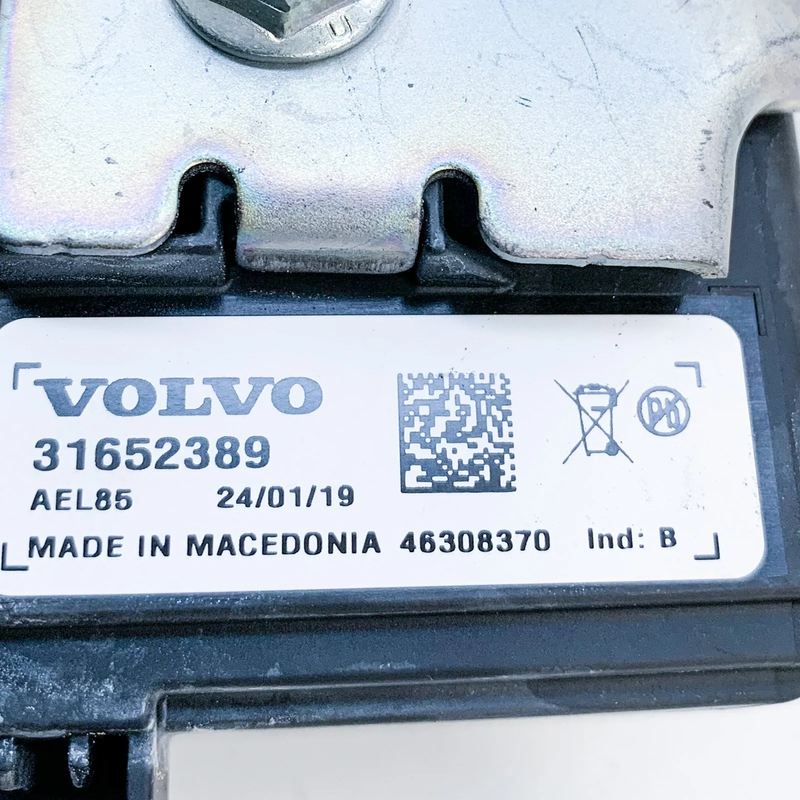 U
VOLVO
31652389
AEL85 24/01/19
MADE IN MACEDONIA 46308370 Ind: B